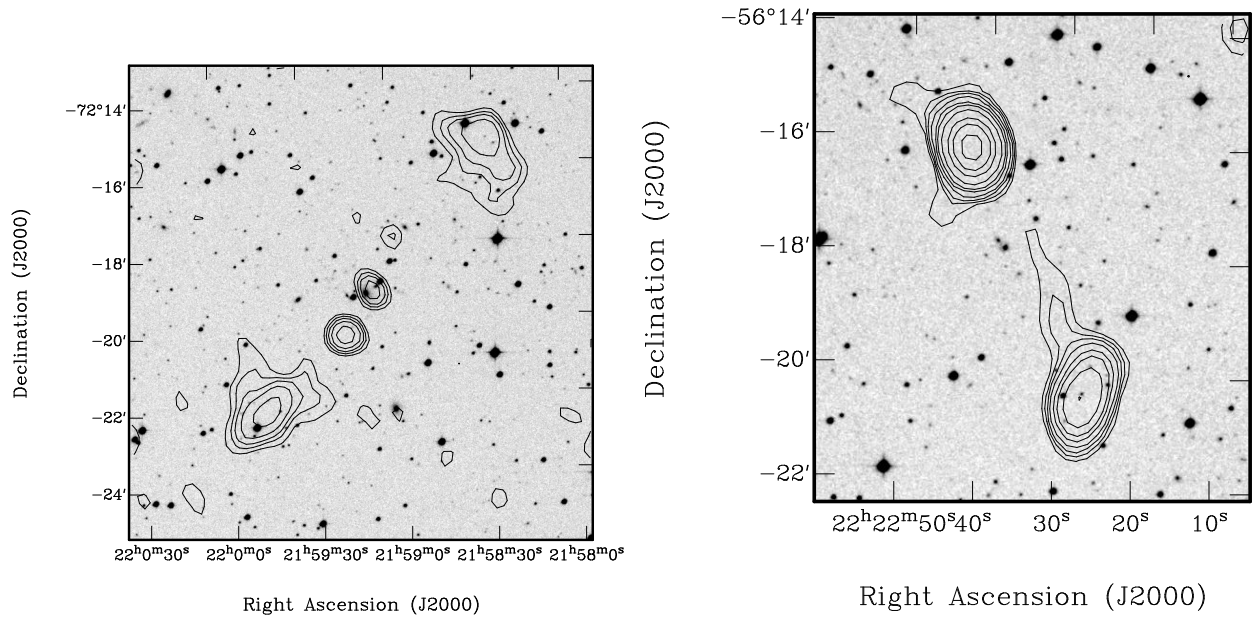 −72°14′
−16′
−18′
−20′
−22′
−24′
22ʰ0ᵐ30ˢ 22ʰ0ᵐ0ˢ 21ʰ59ᵐ30ˢ 21ʰ59ᵐ0ˢ 21ʰ58ᵐ30ˢ 21ʰ58ᵐ0ˢ
Declination (J2000)
Right Ascension (J2000)
−56°14′
−16′
−18′
−20′
−22′
22ʰ22ᵐ50ˢ40ˢ 30ˢ 20ˢ 10ˢ
Declination (J2000)
Right Ascension (J2000)